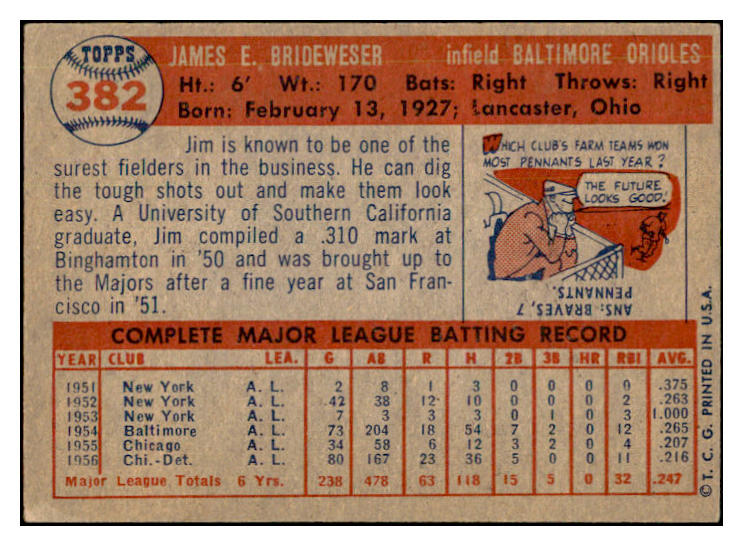 TOPPS
382
JAMES E. BRIDEWESER infield BALTIMORE ORIOLES
Ht.: 6' Wt.: 170 Bats: Right Throws: Right
Born: February 13, 1927; Lancaster, Ohio
Jim is known to be one of the
surest fielders in the business. He can dig
the tough shots out and make them look
easy. A University of Southern California
graduate, Jim compiled a .310 mark at
Binghamton in '50 and was brought up to
the Majors after a fine year at San Fran-
cisco in '51.
WHICH CLUB'S FARM TEAMS WON
MOST PENNANTS LAST YEAR?
THE FUTURE
LOOKS GOOD!
ANS: BRAVES, 7
PENNANTS.
COMPLETE MAJOR LEAGUE BATTING RECORD
YEAR CLUB LEA. G AB R H 2B 3B HR RBI AVG.
1951 New York A. L. 2 8 1 3 0 0 0 0 .375
1952 New York A. L. 42 38 12 10 0 0 0 2 .263
1953 New York A. L. 7 3 3 3 0 1 0 3 1.000
1954 Baltimore A. L. 73 204 18 54 7 2 0 12 .265
1955 Chicago A. L. 34 58 6 12 3 2 0 4 .207
1956 Chi.-Det. A. L. 80 167 23 36 5 0 0 11 .216
Major League Totals 6 Yrs. 238 478 63 118 15 5 0 32 .247
© T. C. G. PRINTED IN U.S.A.